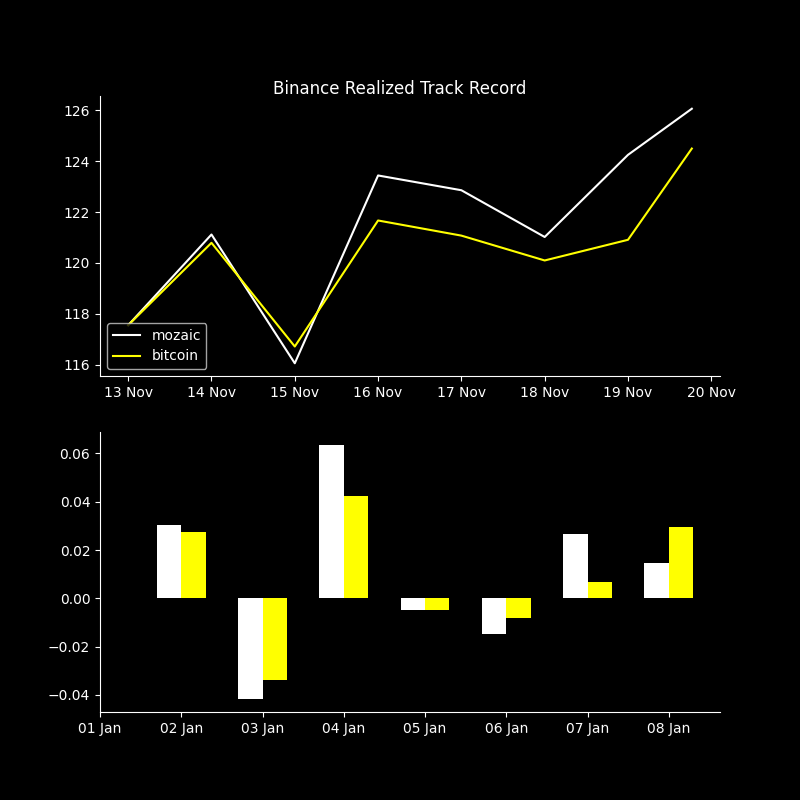 Binance Realized Track Record
126
124
122
120
118
116
mozaic
bitcoin
13 Nov 14 Nov 15 Nov 16 Nov 17 Nov 18 Nov 19 Nov 20 Nov
0.06
0.04
0.02
0.00
−0.02
−0.04
01 Jan 02 Jan 03 Jan 04 Jan 05 Jan 06 Jan 07 Jan 08 Jan